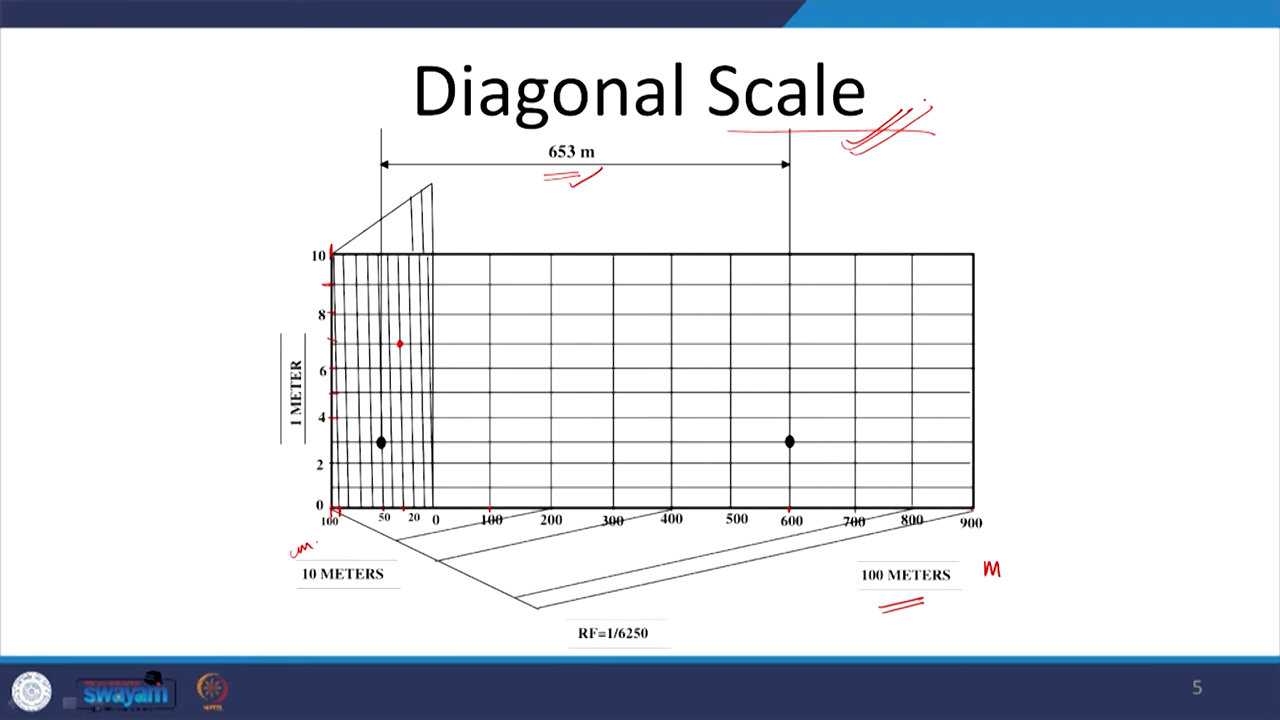 Diagonal Scale
653 m
10
8
6
4
2
0
1 METER
100 50 20 0 100 200 300 400 500 600 700 800 900
cm.
10 METERS
100 METERS
M
RF=1/6250
swayam
5